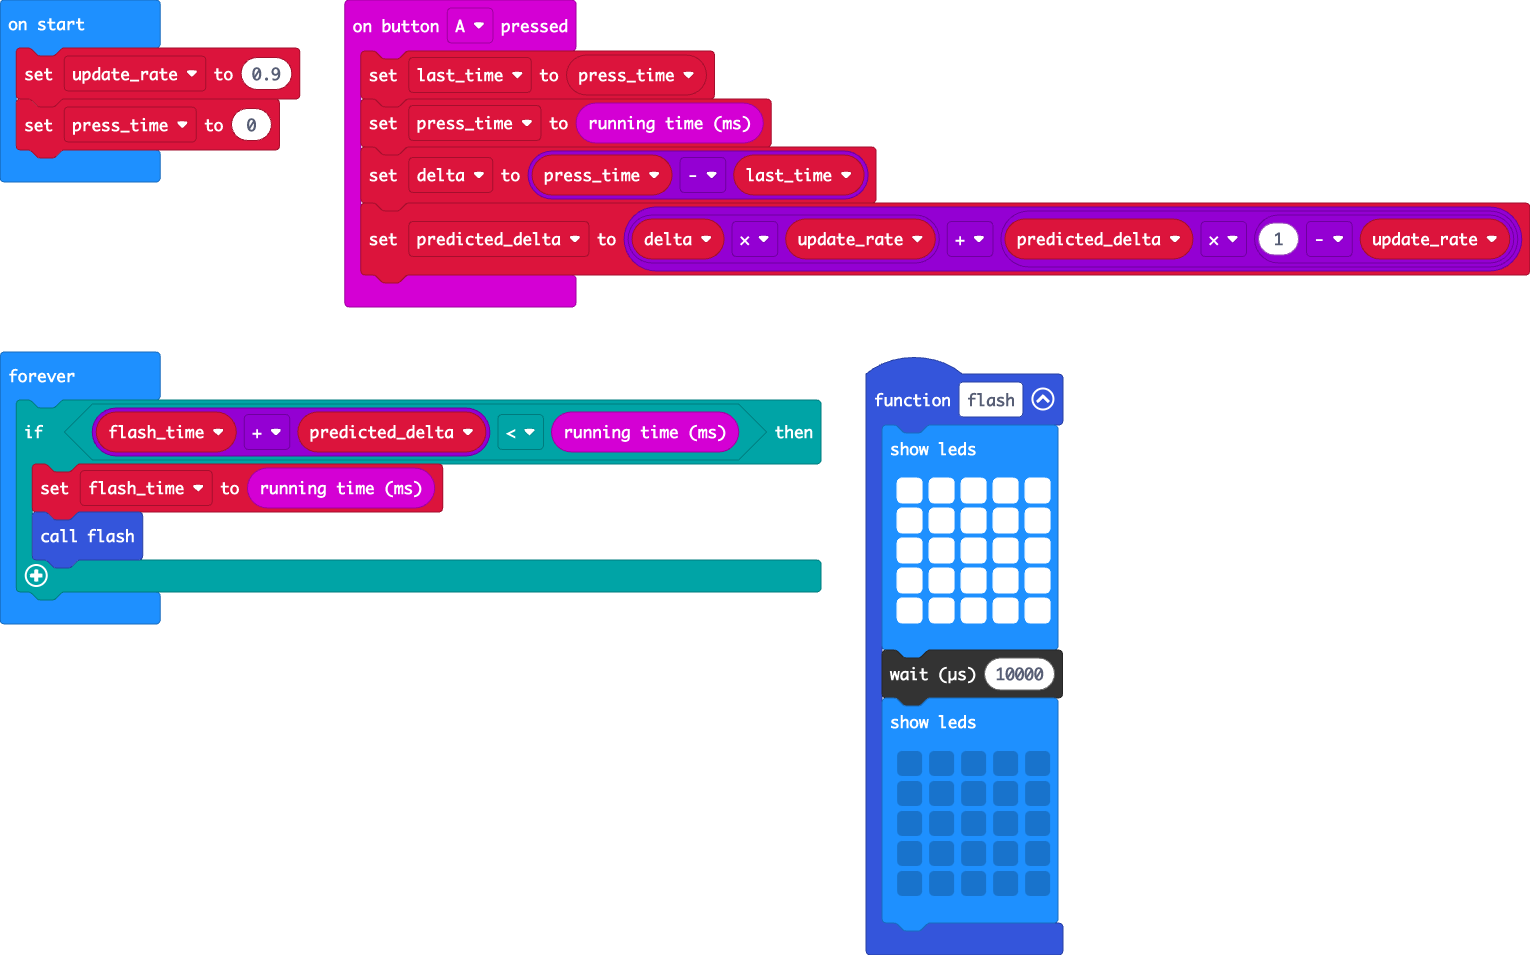 on start
set update_rate to 0.9
set press_time to 0
on button A pressed
set last_time to press_time
set press_time to running time (ms)
set delta to press_time - last_time
set predicted_delta to delta × update_rate + predicted_delta × 1 - update_rate
forever
if flash_time + predicted_delta < running time (ms) then
set flash_time to running time (ms)
call flash
function flash
show leds
wait (µs) 10000
show leds